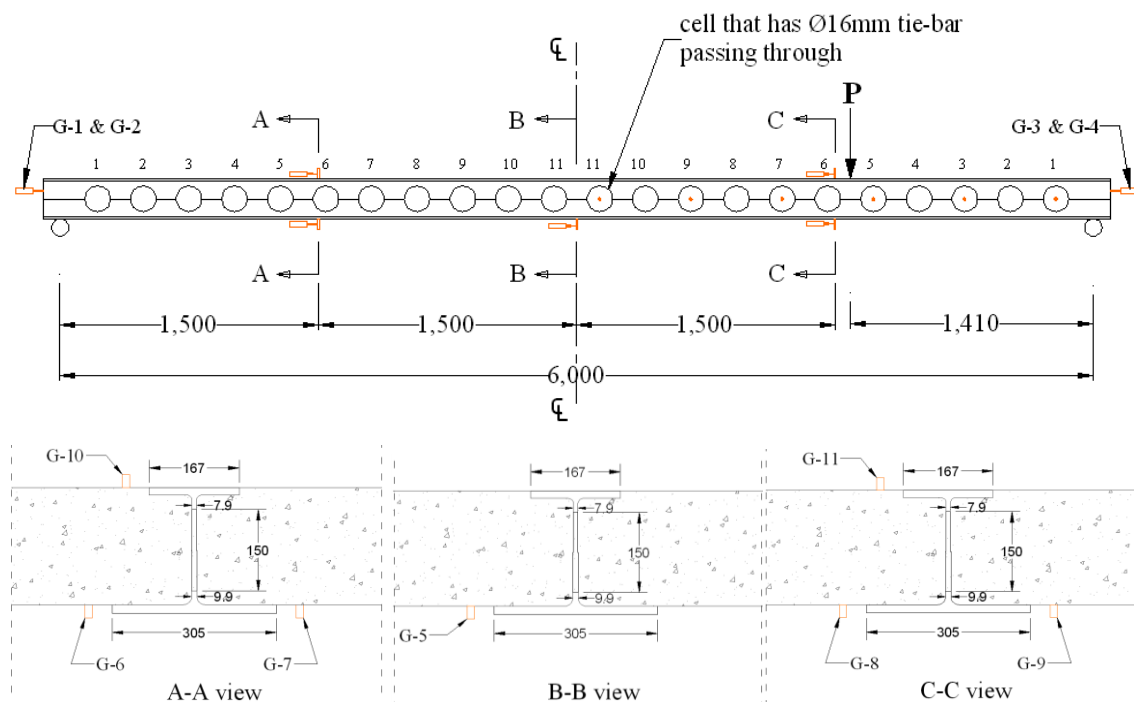 cell that has Ø16mm tie-bar
passing through
℄
P
A B C
G-1 & G-2
G-3 & G-4
1 2 3 4 5 6 7 8 9 10 11 11 10 9 8 7 6 5 4 3 2 1
A B C
1,500 1,500 1,500 1,410
6,000
℄
G-10 167
7.9
150
9.9
305
G-6 G-7
A-A view
167
7.9
150
9.9
G-5 305
B-B view
G-11 167
7.9
150
9.9
305
G-8 G-9
C-C view